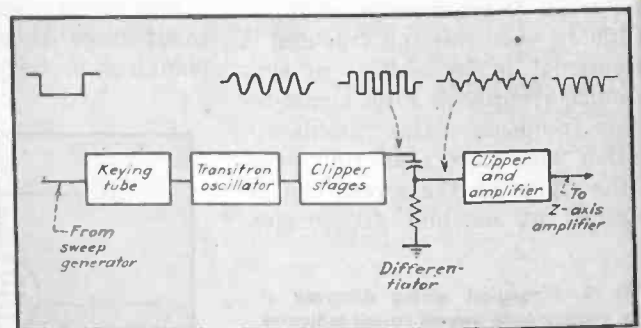 Keying
tube
Transitron
oscillator
Clipper
stages
Clipper
and
amplifier
From
sweep
generator
Differen-
tiator
To
Z-axis
amplifier